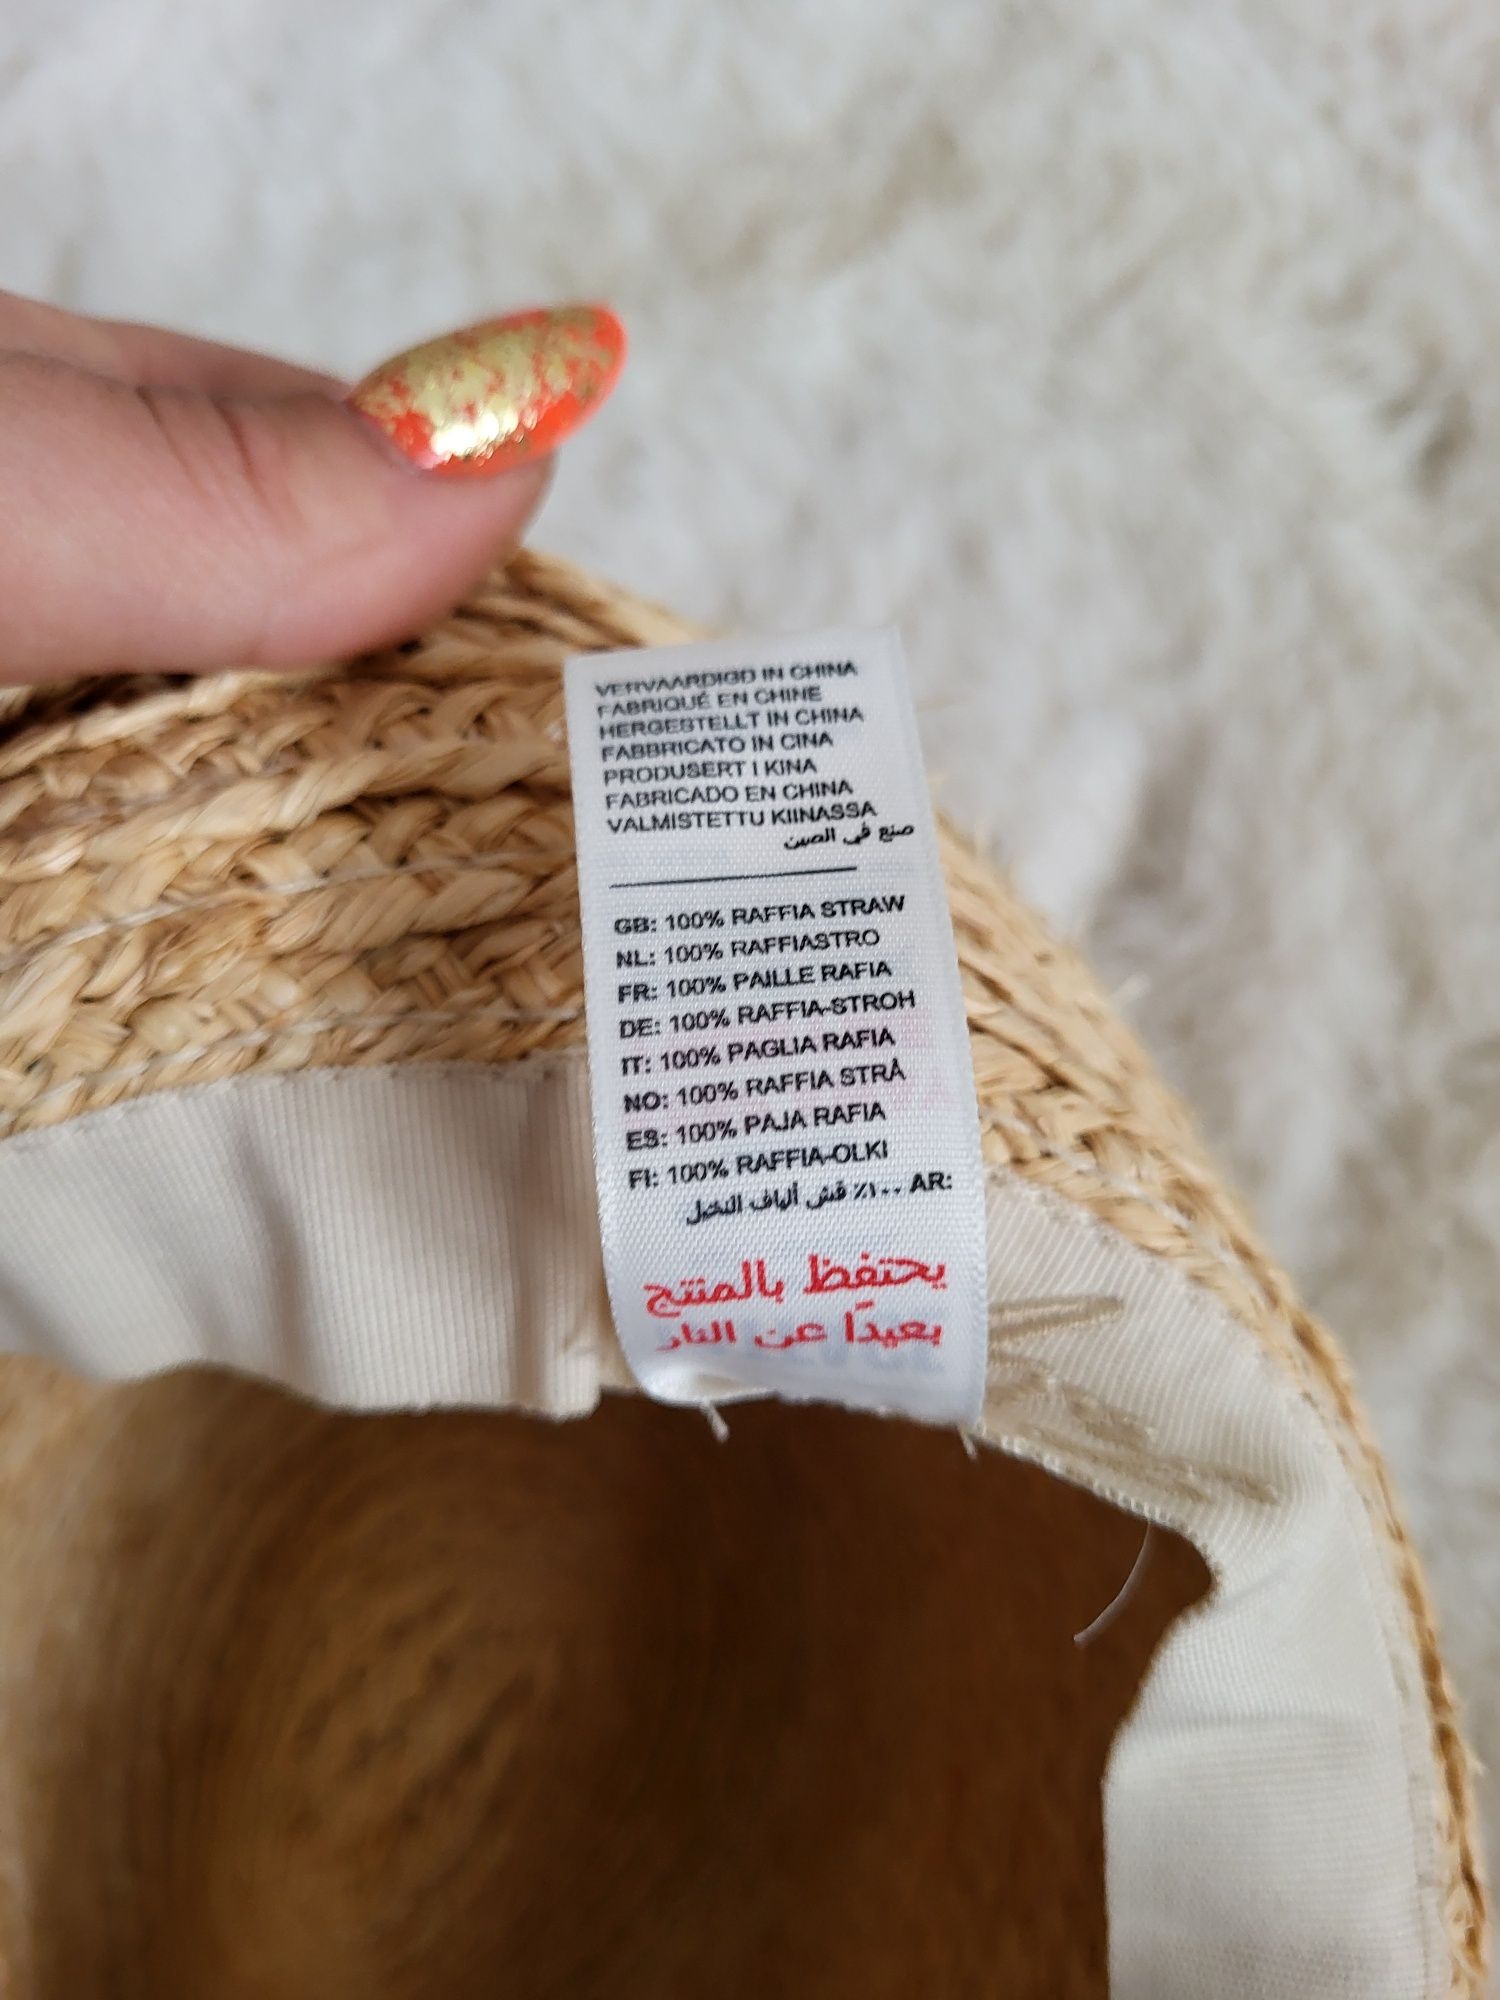 VERVAARDIGD IN CHINA
FABRIQUÉ EN CHINE
HERGESTELLT IN CHINA
FABBRICATO IN CINA
PRODUSERT I KINA
FABRICADO EN CHINA
VALMISTETTU KIINASSA
صنع في الصين
GB: 100% RAFFIA STRAW
NL: 100% RAFFIASTRO
FR: 100% PAILLE RAFIA
DE: 100% RAFFIA-STROH
IT: 100% PAGLIA RAFIA
NO: 100% RAFFIA STRÅ
ES: 100% PAJA RAFIA
FI: 100% RAFFIA-OLKI
AR: ١٠٠٪ قش ألياف النخيل
يحتفظ بالمنتج
بعيدًا عن النار